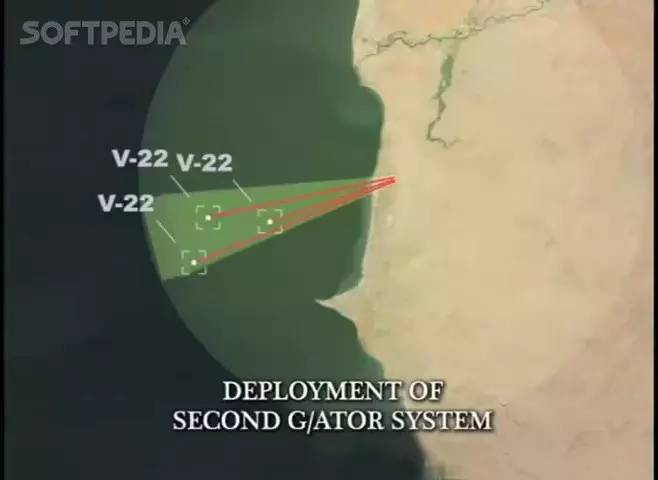 SOFTPEDIA®
V-22 V-22
V-22
DEPLOYMENT OF
SECOND G/ATOR SYSTEM